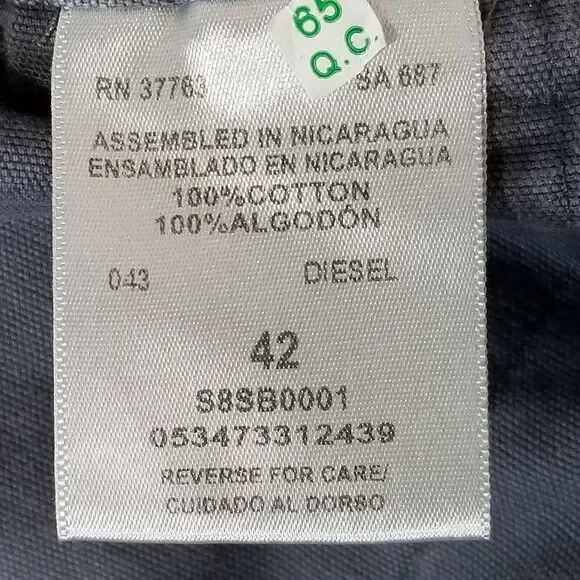 65
Q.C.
RN 37763 SA 687
ASSEMBLED IN NICARAGUA
ENSAMBLADO EN NICARAGUA
100%COTTON
100%ALGODÓN
043 DIESEL
42
S8SB0001
053473312439
REVERSE FOR CARE/
CUIDADO AL DORSO